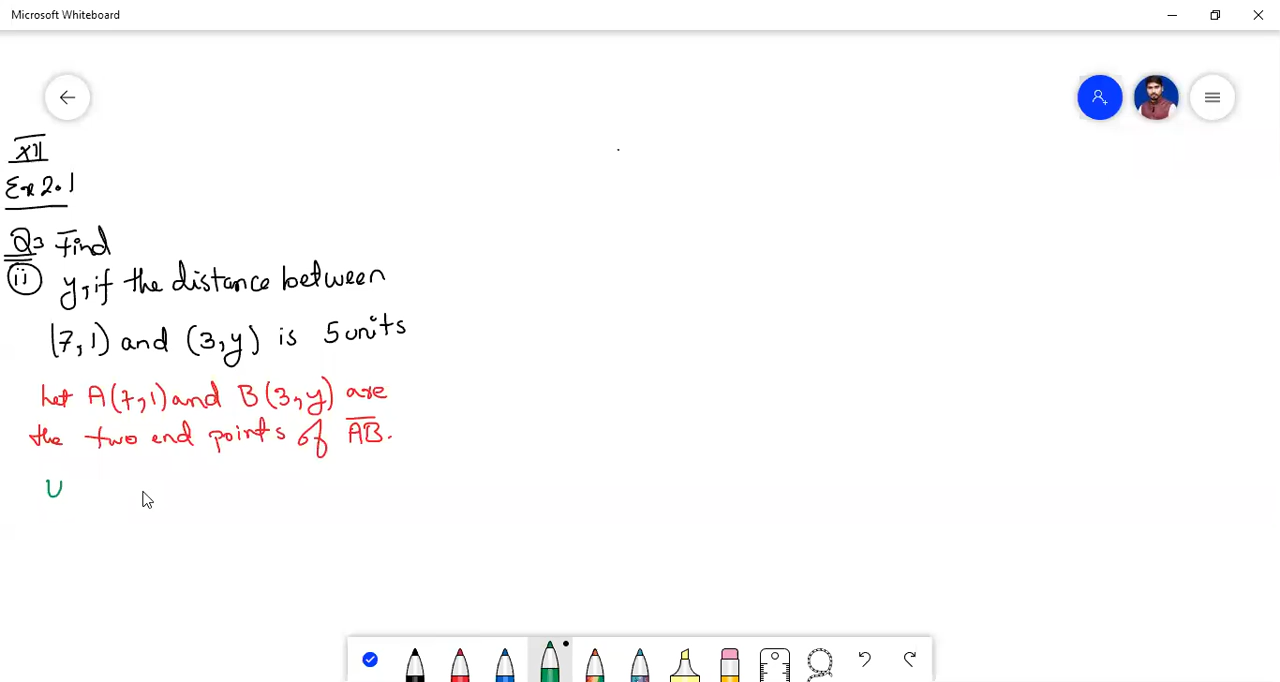 Microsoft Whiteboard
XII
Ex 2.1
Q3 Find
ii y, if the distance between
(7,1) and (3,y) is 5 units
Let A(7,1) and B(3,y) are
the two end points of AB.
U